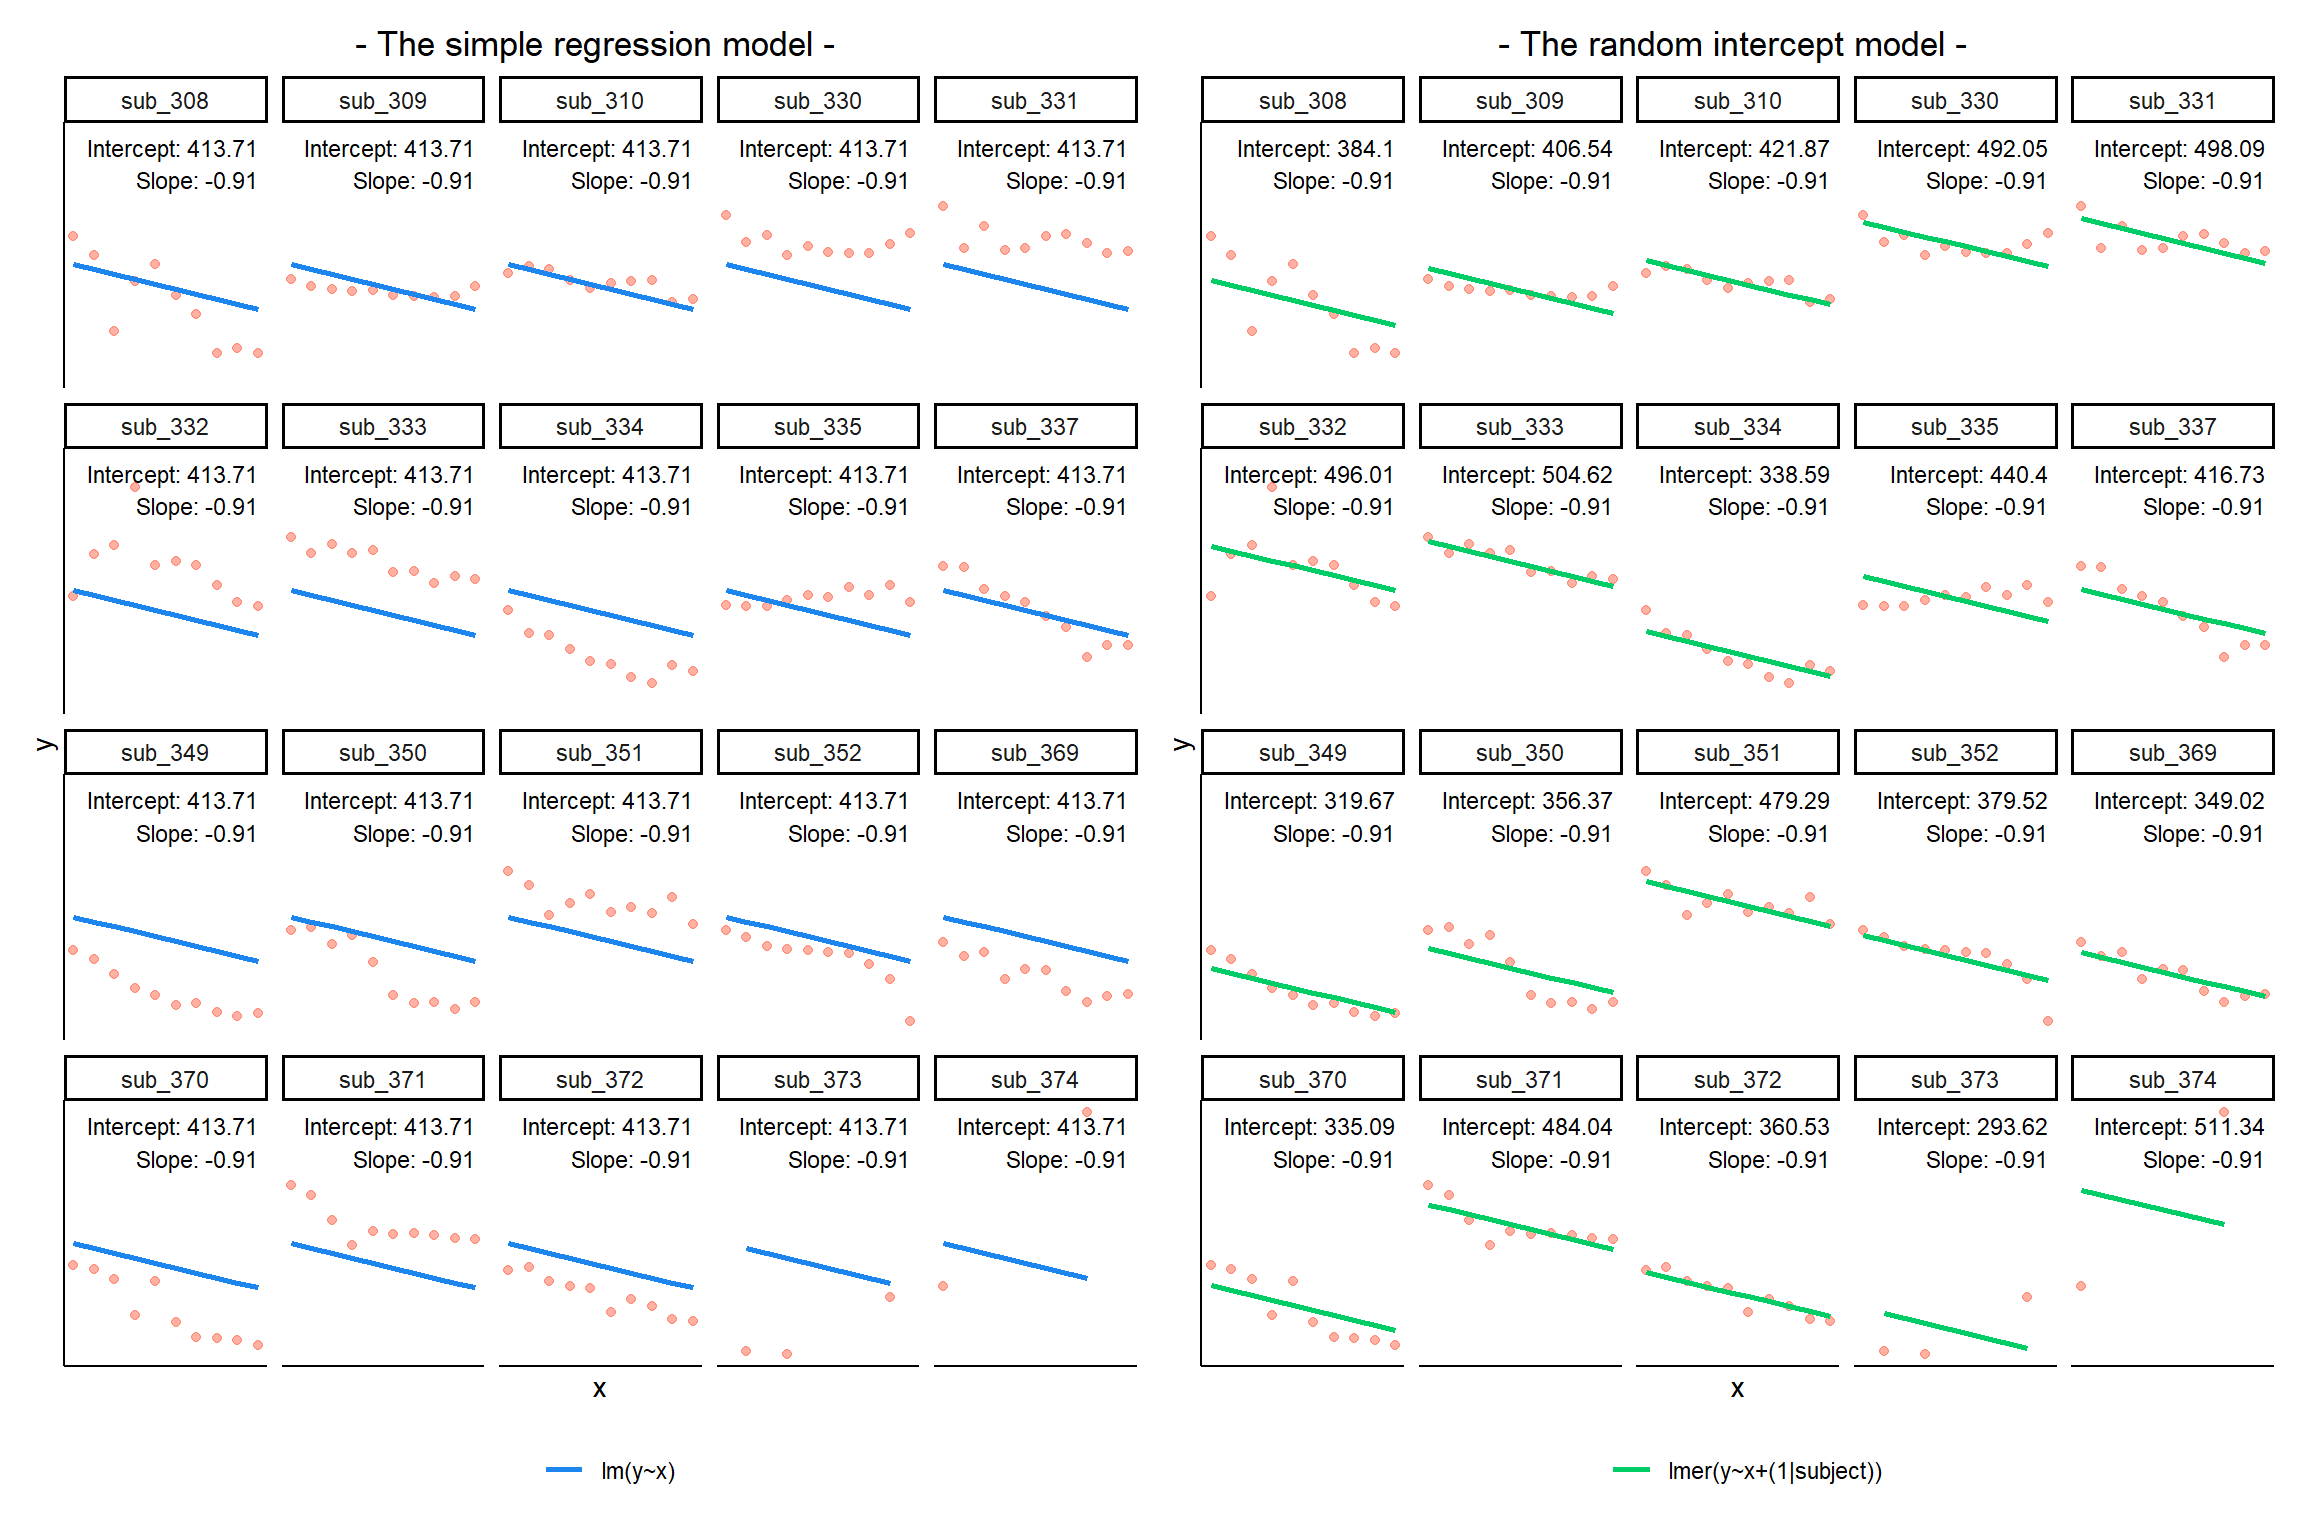 - The simple regression model -
sub_308 sub_309 sub_310 sub_330 sub_331
Intercept: 413.71 Intercept: 413.71 Intercept: 413.71 Intercept: 413.71 Intercept: 413.71
Slope: -0.91 Slope: -0.91 Slope: -0.91 Slope: -0.91 Slope: -0.91
sub_332 sub_333 sub_334 sub_335 sub_337
Intercept: 413.71 Intercept: 413.71 Intercept: 413.71 Intercept: 413.71 Intercept: 413.71
Slope: -0.91 Slope: -0.91 Slope: -0.91 Slope: -0.91 Slope: -0.91
y
sub_349 sub_350 sub_351 sub_352 sub_369
Intercept: 413.71 Intercept: 413.71 Intercept: 413.71 Intercept: 413.71 Intercept: 413.71
Slope: -0.91 Slope: -0.91 Slope: -0.91 Slope: -0.91 Slope: -0.91
sub_370 sub_371 sub_372 sub_373 sub_374
Intercept: 413.71 Intercept: 413.71 Intercept: 413.71 Intercept: 413.71 Intercept: 413.71
Slope: -0.91 Slope: -0.91 Slope: -0.91 Slope: -0.91 Slope: -0.91
x
lm(y~x)
- The random intercept model -
sub_308 sub_309 sub_310 sub_330 sub_331
Intercept: 384.1 Intercept: 406.54 Intercept: 421.87 Intercept: 492.05 Intercept: 498.09
Slope: -0.91 Slope: -0.91 Slope: -0.91 Slope: -0.91 Slope: -0.91
sub_332 sub_333 sub_334 sub_335 sub_337
Intercept: 496.01 Intercept: 504.62 Intercept: 338.59 Intercept: 440.4 Intercept: 416.73
Slope: -0.91 Slope: -0.91 Slope: -0.91 Slope: -0.91 Slope: -0.91
y
sub_349 sub_350 sub_351 sub_352 sub_369
Intercept: 319.67 Intercept: 356.37 Intercept: 479.29 Intercept: 379.52 Intercept: 349.02
Slope: -0.91 Slope: -0.91 Slope: -0.91 Slope: -0.91 Slope: -0.91
sub_370 sub_371 sub_372 sub_373 sub_374
Intercept: 335.09 Intercept: 484.04 Intercept: 360.53 Intercept: 293.62 Intercept: 511.34
Slope: -0.91 Slope: -0.91 Slope: -0.91 Slope: -0.91 Slope: -0.91
x
lmer(y~x+(1|subject))